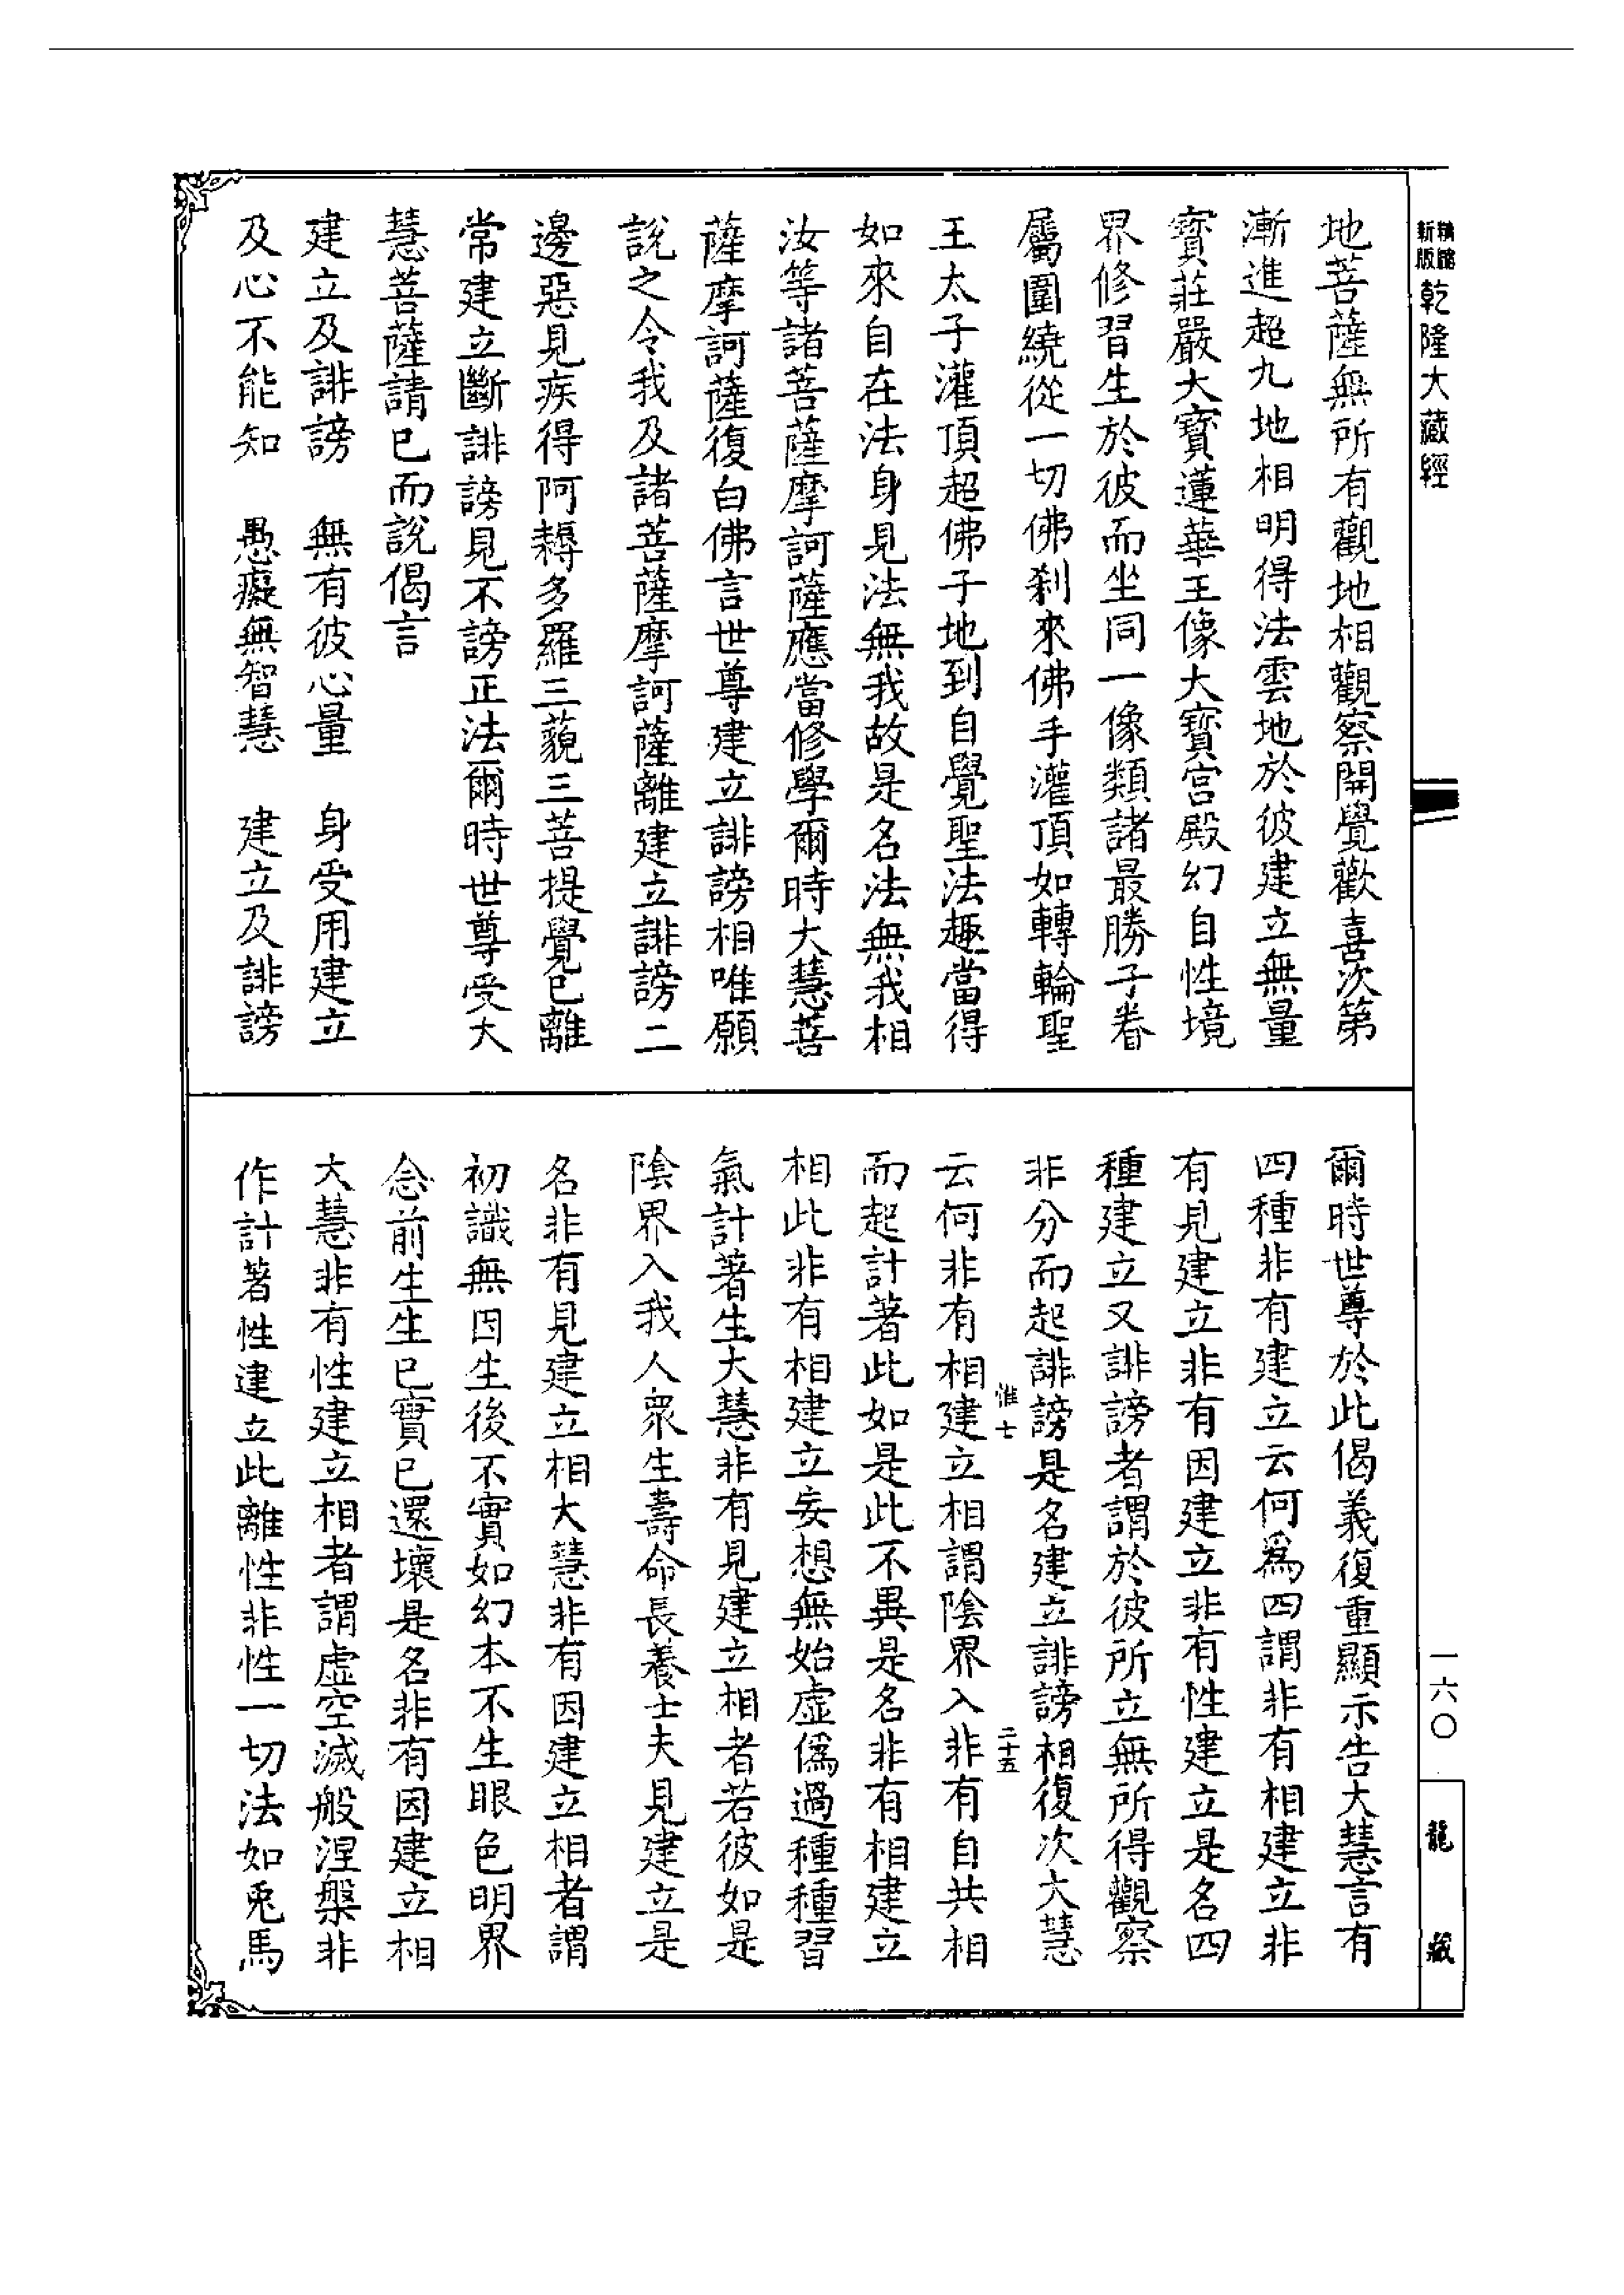 新版
精縮
乾隆大藏經
一六〇
龍藏
地菩薩無所有觀地相觀察開覺歡喜次第
漸進超九地相明得法雲地於彼建立無量
寳莊嚴大寳蓮華王像大寳宮殿幻自性境
界修習生於彼而坐同一像類諸最勝子眷
屬圍繞從一切佛剎來佛手灌頂如轉輪聖
王太子灌頂超佛子地到自覺聖法趣當得
如來自在法身見法無我故是名法無我相
汝等諸菩薩摩訶薩應當修學爾時大慧菩
薩摩訶薩復白佛言世尊建立誹謗相唯願
說之令我及諸菩薩摩訶薩離建立誹謗二
邊惡見疾得阿耨多羅三藐三菩提覺已離
常建立斷誹謗見不謗正法爾時世尊受大
慧菩薩請已而說偈言
建立及誹謗　無有彼心量　身受用建立
及心不能知　愚癡無智慧　建立及誹謗
爾時世尊於此偈義復重顯示告大慧言有
四種非有建立云何爲四謂非有相建立非
有見建立非有因建立非有性建立是名四
種建立又誹謗者謂於彼所立無所得觀察
非分而起誹謗是名建立誹謗相復次大慧
惟七　二十五
云何非有相建立相謂陰界入非有自共相
而起計著此如是此不異是名非有相建立
相此非有相建立妄想無始虛僞過種種習
氣計著生大慧非有見建立相者若彼如是
陰界入我人衆生壽命長養士夫見建立是
名非有見建立相大慧非有因建立相者謂
初識無因生後不實如幻本不生眼色明界
念前生生已實已還壞是名非有因建立相
大慧非有性建立相者謂虛空滅般涅槃非
作計著性建立此離性非性一切法如兎馬